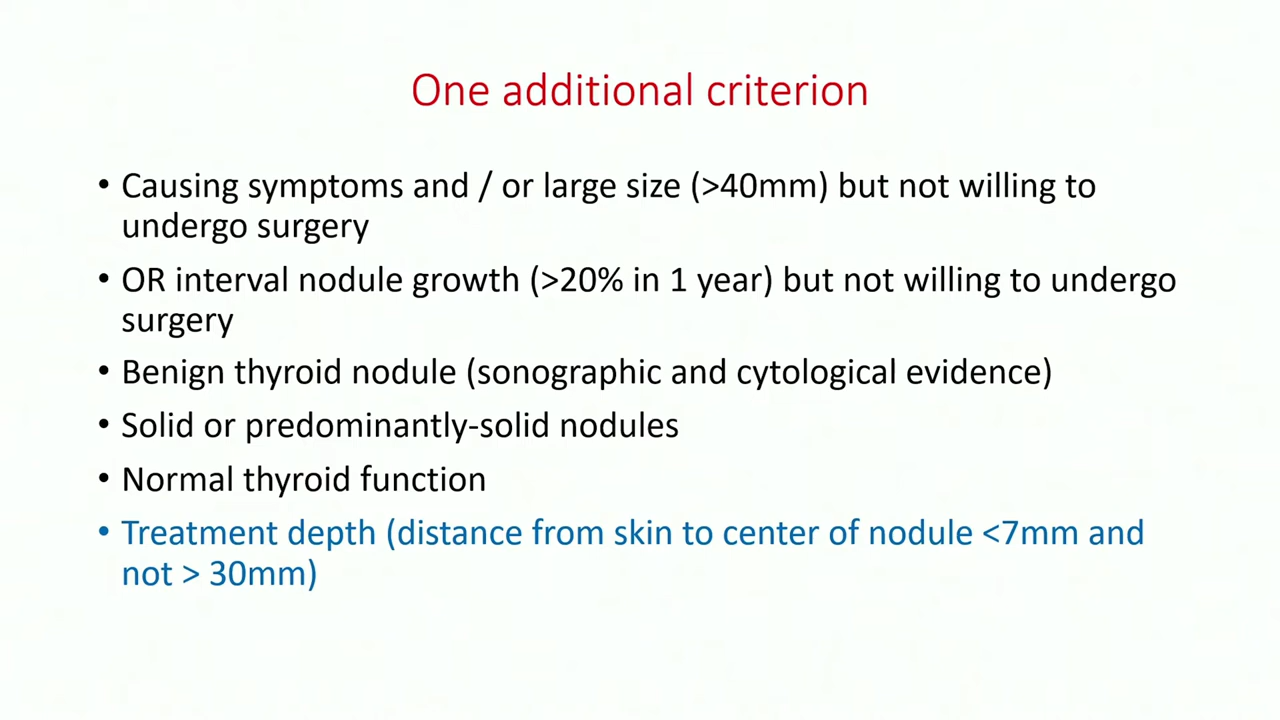 One additional criterion
• Causing symptoms and / or large size (>40mm) but not willing to
undergo surgery
• OR interval nodule growth (>20% in 1 year) but not willing to undergo
surgery
• Benign thyroid nodule (sonographic and cytological evidence)
• Solid or predominantly-solid nodules
• Normal thyroid function
• Treatment depth (distance from skin to center of nodule <7mm and
not > 30mm)